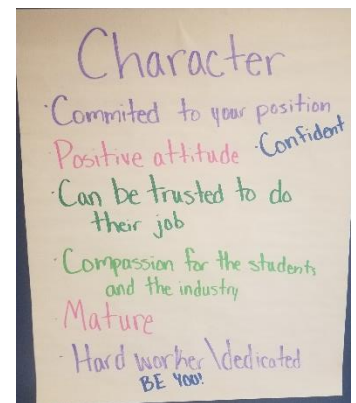 Character
·Commited to your position
Positive attitude ·Confident
·Can be trusted to do
their job
·Compassion for the students
and the industry
·Mature
·Hard worker\dedicated
BE YOU!